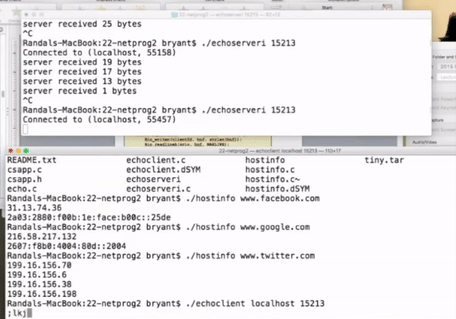 server received 25 bytes
^C
Randals-MacBook:22-netprog2 bryant$ ./echoserveri 15213
Connected to (localhost, 55158)
server received 19 bytes
server received 17 bytes
server received 13 bytes
server received 1 bytes
^C
Randals-MacBook:22-netprog2 bryant$ ./echoserveri 15213
Connected to (localhost, 55457)
22-netprog2 — echoclient localhost 15213 — 110×17
README.txt echoclient.c hostinfo tiny.tar
csapp.c echoclient.dSYM hostinfo.c
csapp.h echoserveri hostinfo.c~
echo.c echoserveri.c hostinfo.dSYM
Randals-MacBook:22-netprog2 bryant$ ./hostinfo www.facebook.com
31.13.74.36
2a03:2880:f00b:1e:face:b00c::25de
Randals-MacBook:22-netprog2 bryant$ ./hostinfo www.google.com
216.58.217.132
2607:f8b0:4004:80d::2004
Randals-MacBook:22-netprog2 bryant$ ./hostinfo www.twitter.com
199.16.156.70
199.16.156.6
199.16.156.38
199.16.156.198
Randals-MacBook:22-netprog2 bryant$ ./echoclient localhost 15213
;lkj